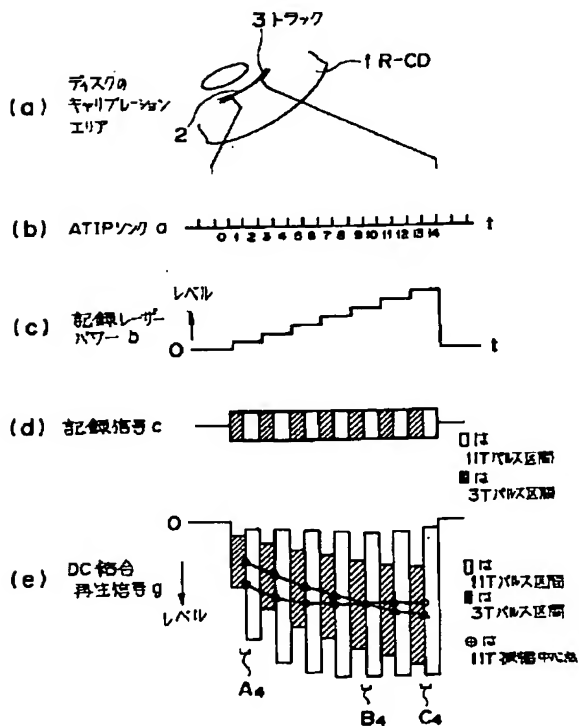 3 トラック
1 R-CD
(a)
ディスクの
キャリブレーション
エリア
2
(b) ATIPシンク a
0 1 2 3 4 5 6 7 8 9 10 11 12 13 14
t
レベル
(c) 記録レーザー
パワー b
0
t
(d) 記録信号 c
は
11Tパルス区間
は
3Tパルス区間
0
(e) DC結合
再生信号 g
レベル
は
11Tパルス区間
は
3Tパルス区間
は
11T振幅中心点
A4
B4
C4